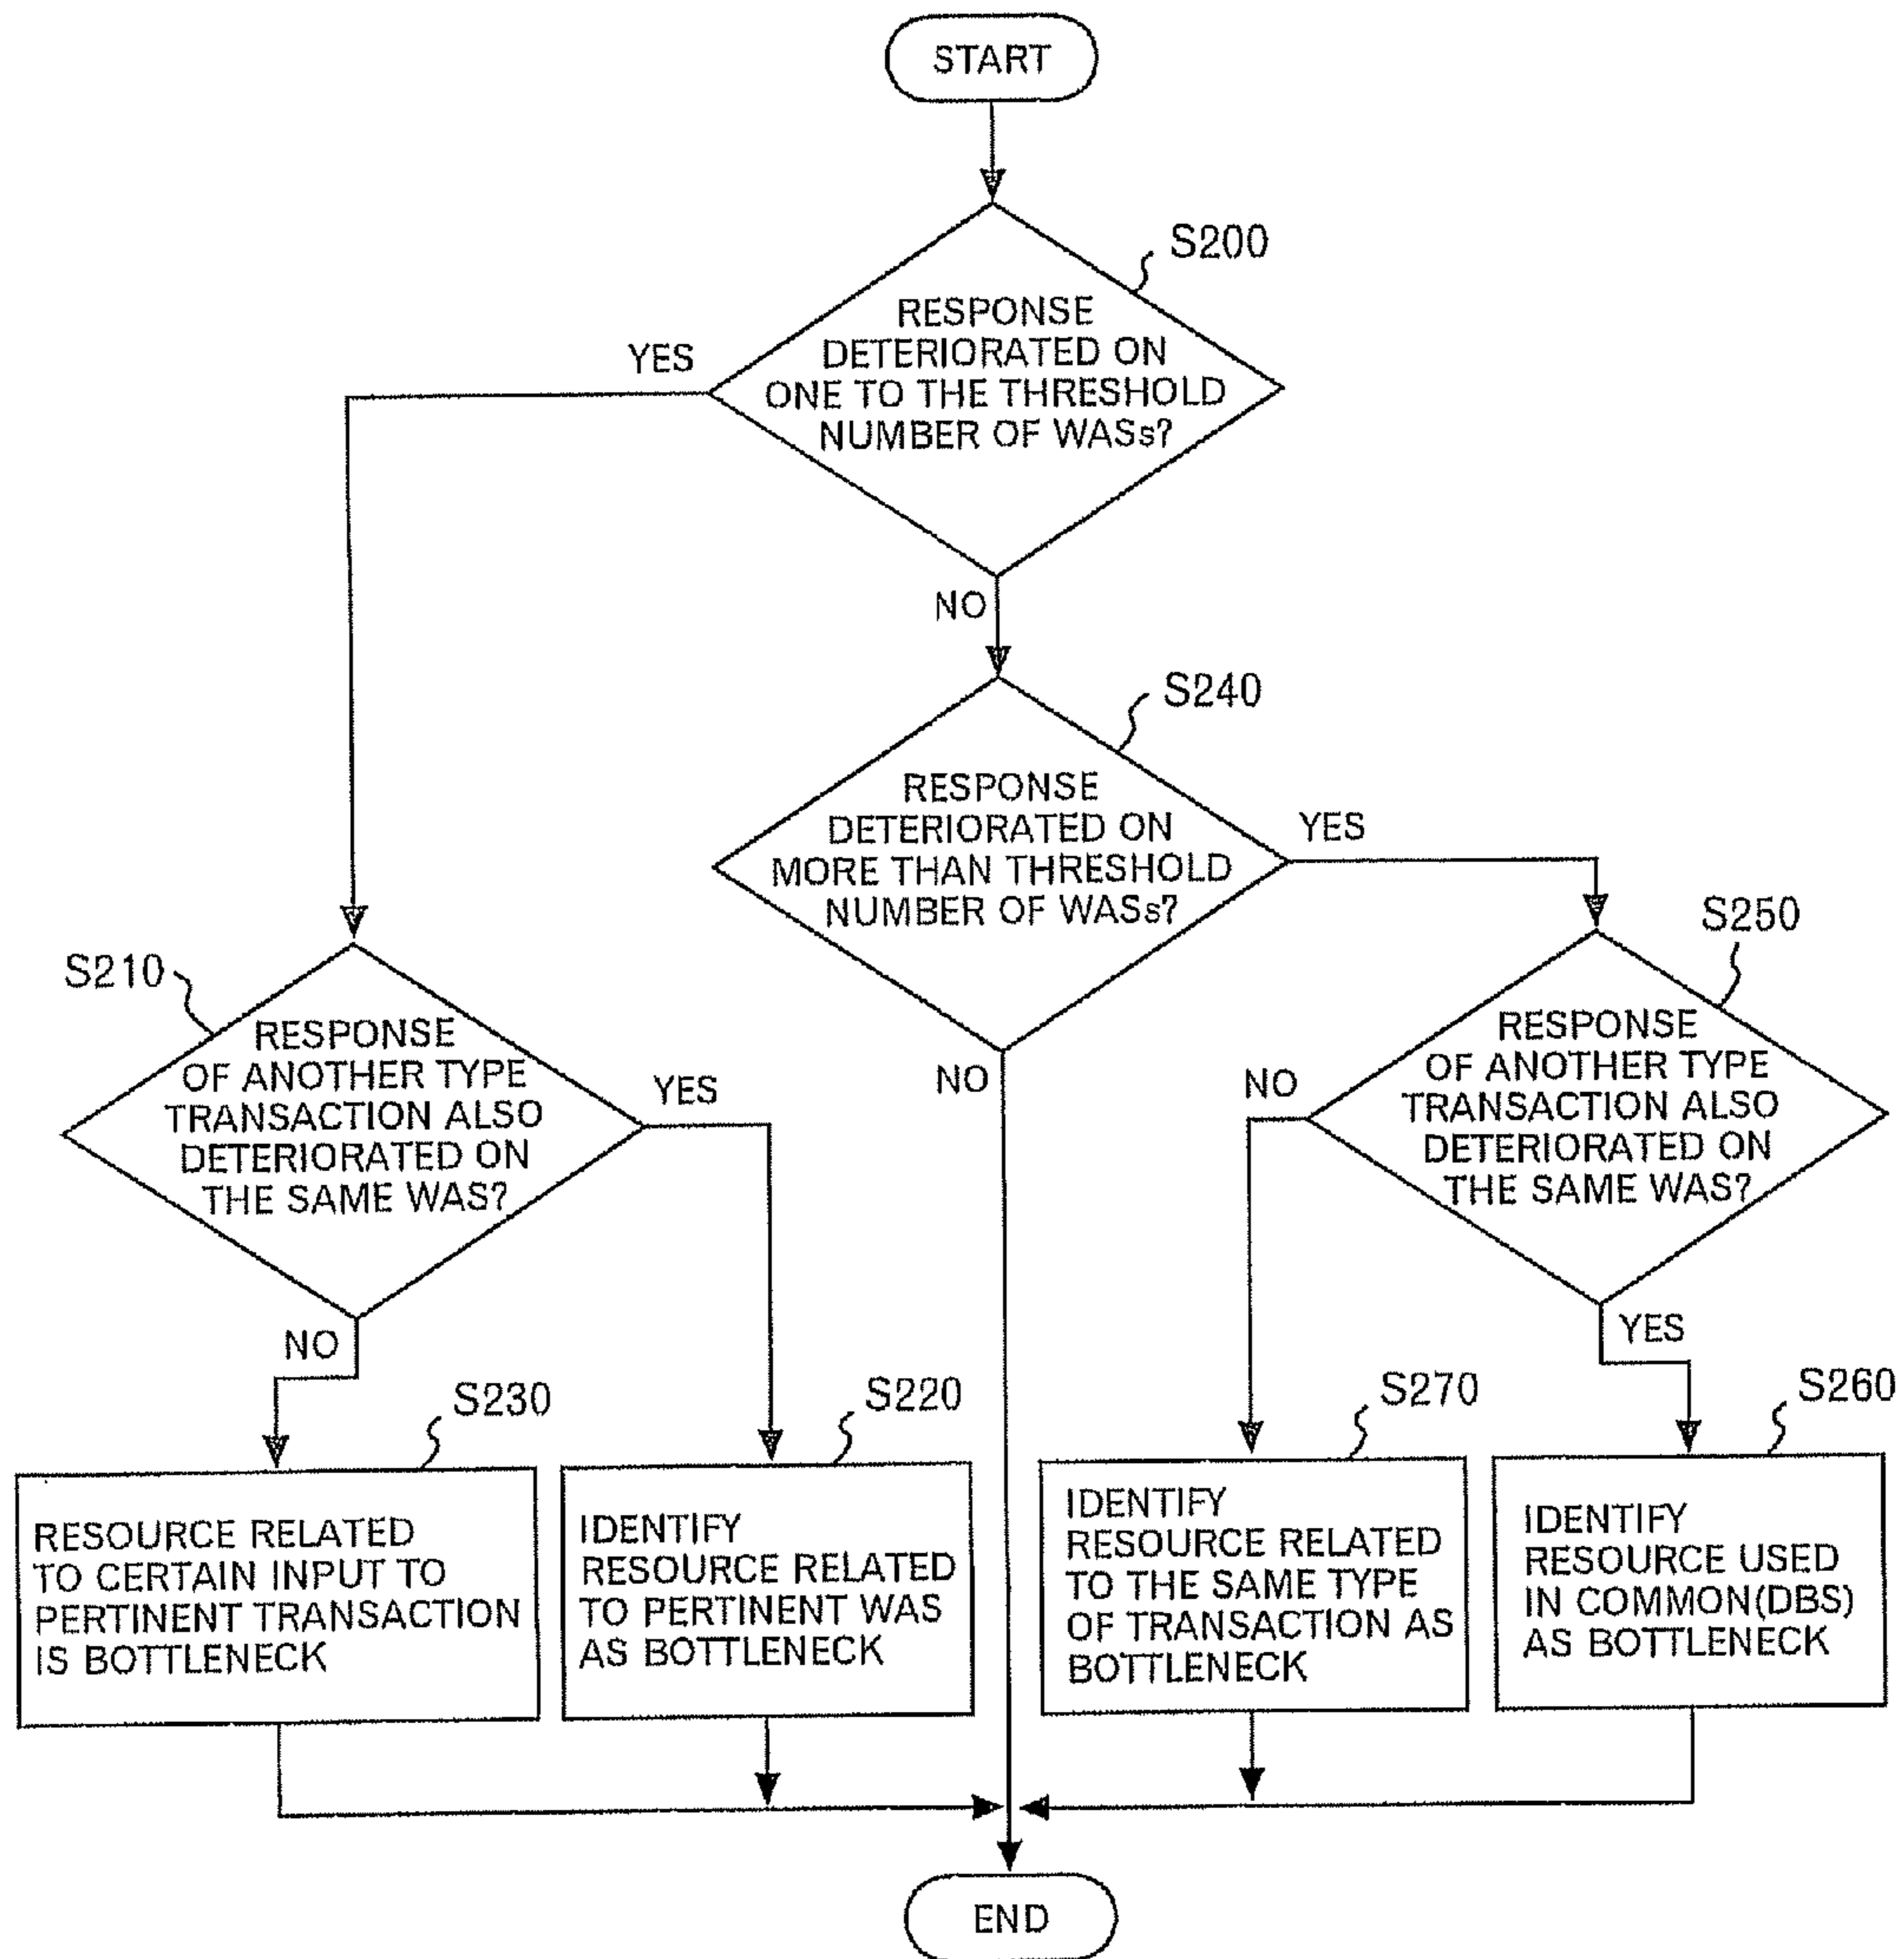 START
S200
RESPONSE
DETERIORATED ON
ONE TO THE THRESHOLD
NUMBER OF WASs?
YES
NO
S240
RESPONSE
DETERIORATED ON
MORE THAN THRESHOLD
NUMBER OF WASs?
YES
NO
S210
RESPONSE
OF ANOTHER TYPE
TRANSACTION ALSO
DETERIORATED ON
THE SAME WAS?
YES
NO
S250
RESPONSE
OF ANOTHER TYPE
TRANSACTION ALSO
DETERIORATED ON
THE SAME WAS?
NO
YES
S230
RESOURCE RELATED
TO CERTAIN INPUT TO
PERTINENT TRANSACTION
IS BOTTLENECK
S220
IDENTIFY
RESOURCE RELATED
TO PERTINENT WAS
AS BOTTLENECK
S270
IDENTIFY
RESOURCE RELATED
TO THE SAME TYPE
OF TRANSACTION AS
BOTTLENECK
S260
IDENTIFY
RESOURCE USED
IN COMMON(DBS)
AS BOTTLENECK
END